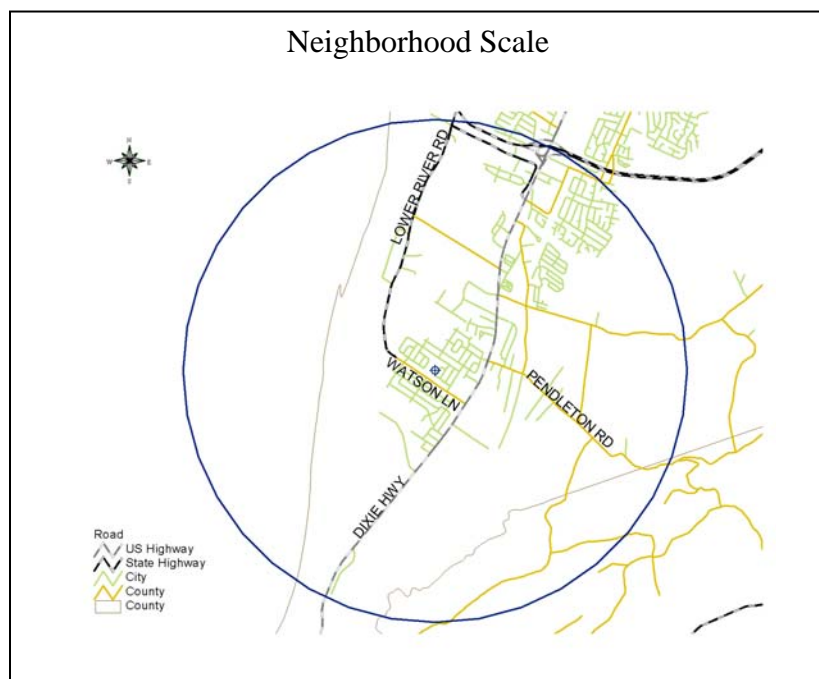 Neighborhood Scale
N
W E
S
LOWER RIVER RD
WATSON LN
PENDLETON RD
DIXIE HWY
Road
US Highway
State Highway
City
County
County